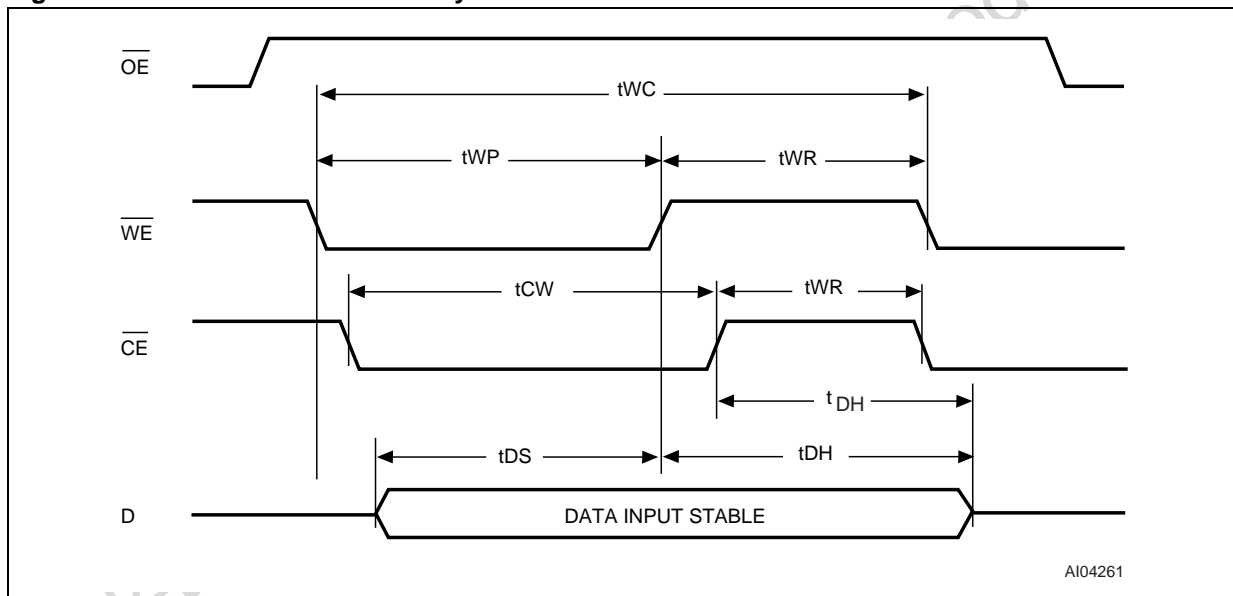 OE
tWC
tWP
tWR
WE
tCW
tWR
CE
t DH
tDS
tDH
D
DATA INPUT STABLE
AI04261